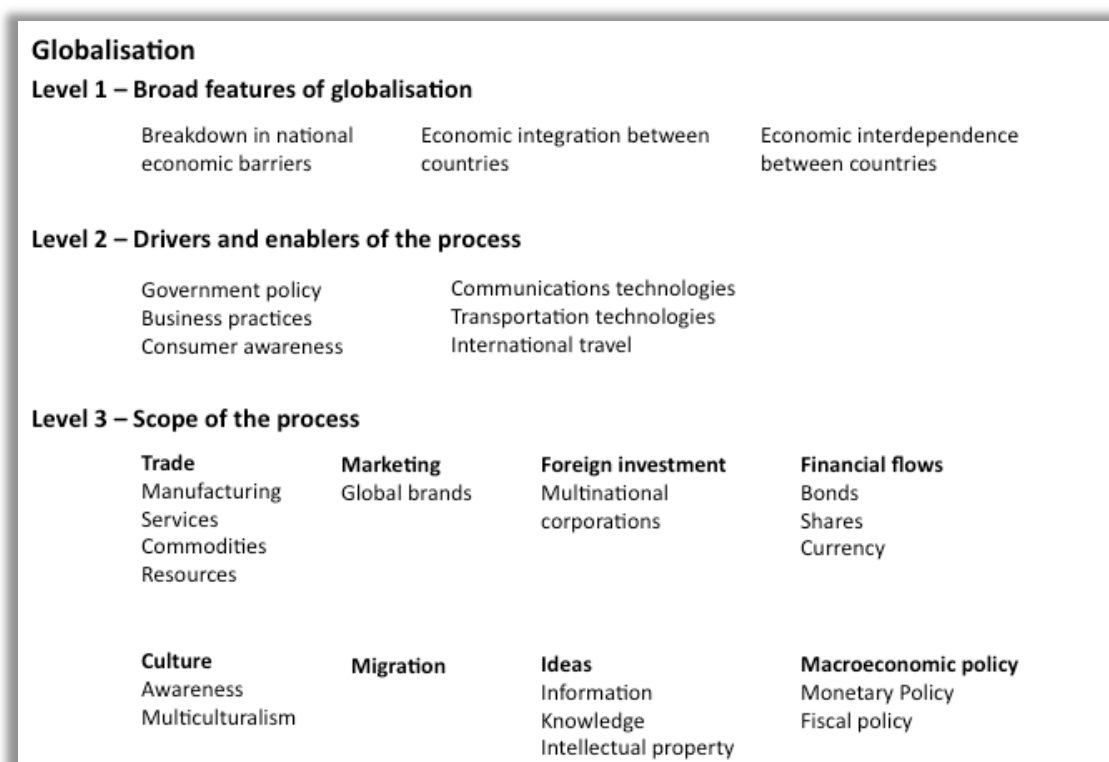 Globalisation
Level 1 – Broad features of globalisation
Breakdown in national
economic barriers
Economic integration between
countries
Economic interdependence
between countries
Level 2 – Drivers and enablers of the process
Government policy
Business practices
Consumer awareness
Communications technologies
Transportation technologies
International travel
Level 3 – Scope of the process
Trade
Manufacturing
Services
Commodities
Resources
Marketing
Global brands
Foreign investment
Multinational
corporations
Financial flows
Bonds
Shares
Currency
Culture
Awareness
Multiculturalism
Migration
Ideas
Information
Knowledge
Intellectual property
Macroeconomic policy
Monetary Policy
Fiscal policy